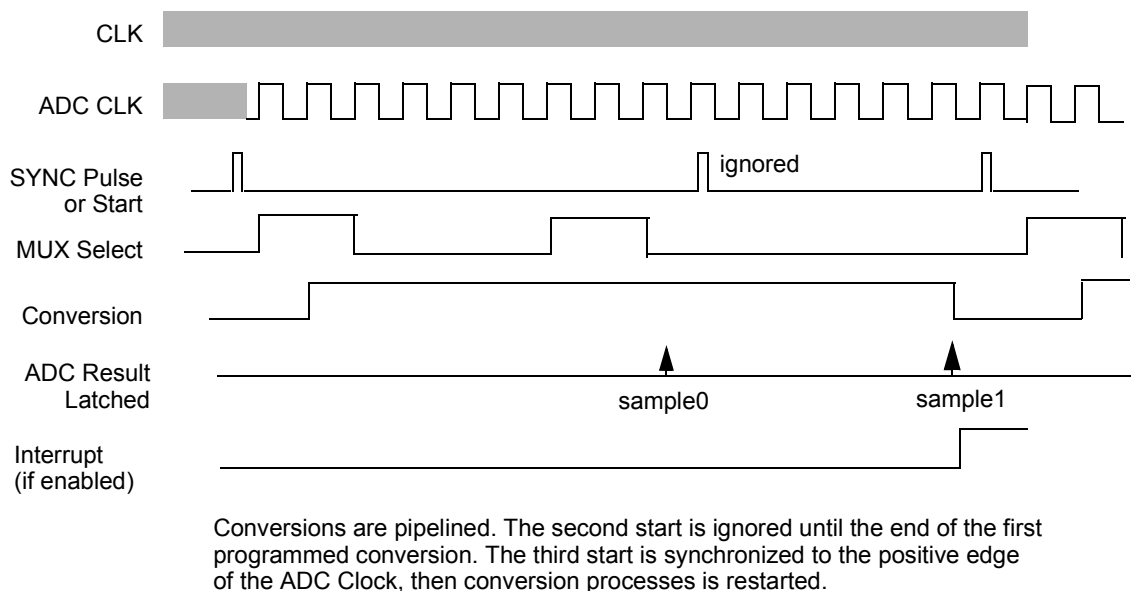 CLK
ADC CLK
SYNC Pulse
or Start
ignored
MUX Select
Conversion
ADC Result
Latched
sample0
sample1
Interrupt
(if enabled)
Conversions are pipelined. The second start is ignored until the end of the first
programmed conversion. The third start is synchronized to the positive edge
of the ADC Clock, then conversion processes is restarted.